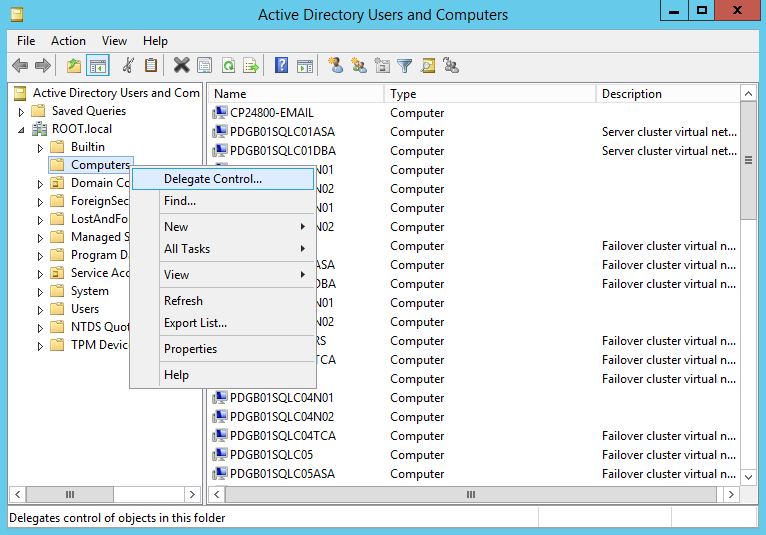 Active Directory Users and Computers
File Action View Help
Active Directory Users and Com
Saved Queries
ROOT.local
Builtin
Computers
Domain Co
ForeignSec
LostAndFo
Managed S
Program Da
Service Acc
System
Users
NTDS Quot
TPM Device
Delegate Control...
Find...
New
All Tasks
View
Refresh
Export List...
Properties
Help
Name Type Description
CP24800-EMAIL Computer
PDGB01SQLC01ASA Computer Server cluster virtual net...
PDGB01SQLC01DBA Computer Server cluster virtual net...
N01 Computer
N02 Computer
Computer
N01 Computer
N02 Computer
Computer Failover cluster virtual n...
ASA Computer Failover cluster virtual n...
DBA Computer Failover cluster virtual n...
N01 Computer
N02 Computer
RS Computer Failover cluster virtual n...
TCA Computer Failover cluster virtual n...
Computer Failover cluster virtual n...
PDGB01SQLC04N01 Computer
PDGB01SQLC04N02 Computer
PDGB01SQLC04TCA Computer Failover cluster virtual n...
PDGB01SQLC05 Computer Failover cluster virtual n...
PDGB01SQLC05ASA Computer Failover cluster virtual n...
Delegates control of objects in this folder